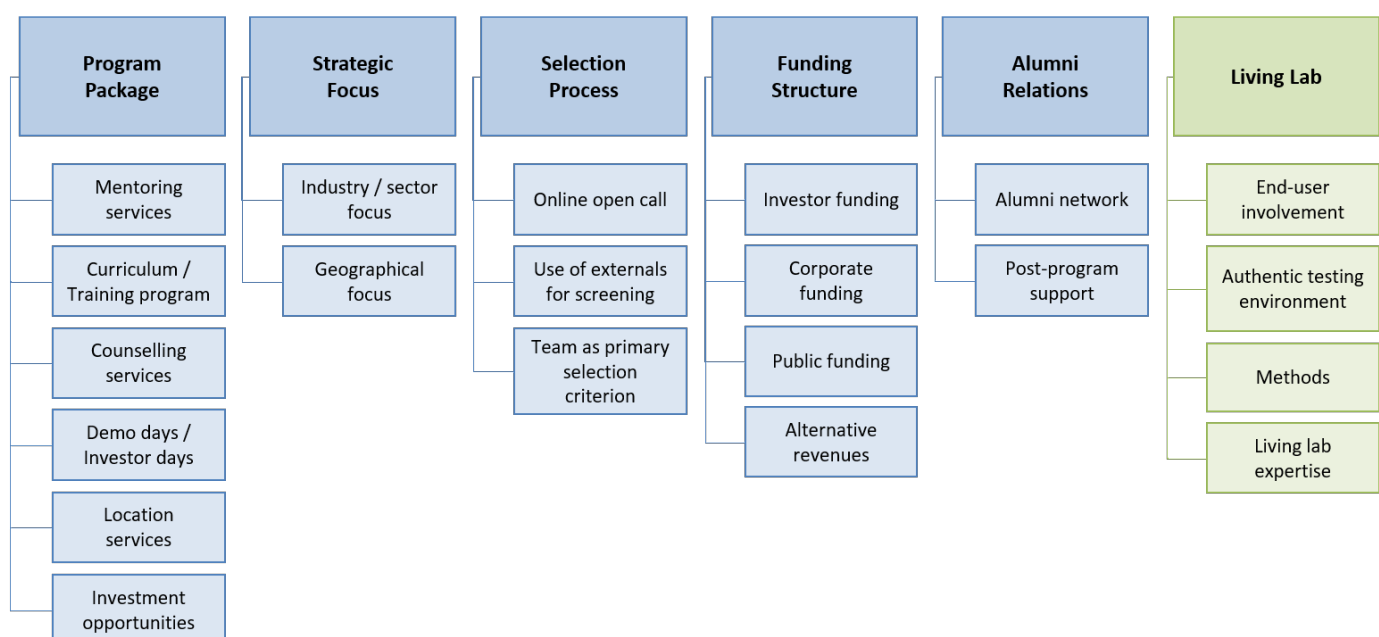 Program
Package
Mentoring
services
Curriculum /
Training program
Counselling
services
Demo days /
Investor days
Location
services
Investment
opportunities
Strategic
Focus
Industry / sector
focus
Geographical
focus
Selection
Process
Online open call
Use of externals
for screening
Team as primary
selection
criterion
Funding
Structure
Investor funding
Corporate
funding
Public funding
Alternative
revenues
Alumni
Relations
Alumni network
Post-program
support
Living Lab
End-user
involvement
Authentic testing
environment
Methods
Living lab
expertise